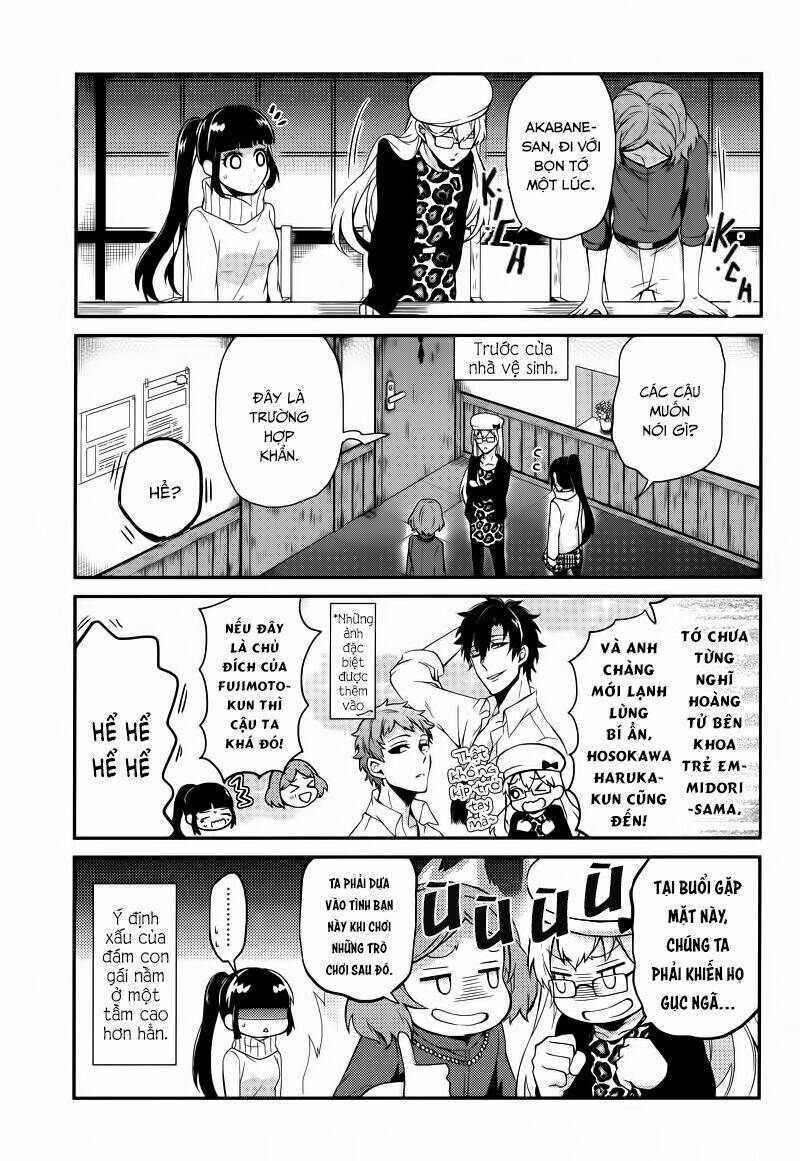 AKABANE-
SAN, ĐI VỚI
BỌN TỚ
MỘT LÚC.
KỊCH
KỊCH
CÁC CẬU
MUỐN
NÓI GÌ?
Trước cửa
nhà vệ sinh.
ĐÂY LÀ
TRƯỜNG
HỢP
KHẨN.
HỂ?
TỚ CHƯA
TỪNG
NGHĨ
HOÀNG
TỬ BÊN
KHOA
TRẺ EM-
MIDORI
-SAMA,
VÀ ANH
CHÀNG
MỚI LẠNH
LÙNG
BÍ ẨN,
HOSOKAWA
HARUKA-
KUN CŨNG
ĐẾN!
Thật
không
kịp trở
tay
mà.
*Những
ảnh
đặc
biệt được
thêm
vào
NẾU ĐÂY
LÀ CHỦ
ĐÍCH CỦA
FUJIMOTO-
KUN THÌ
CẬU TA
KHÁ ĐÓ!
HỂ HỂ
HỂ HỂ
TẠI BUỔI GẶP
MẶT NÀY,
CHÚNG TA
PHẢI KHIẾN HỌ
GỤC NGÃ...
Ù Ù Ù Ù
TA PHẢI DỰA
VÀO TÌNH BẠN
NÀY KHI CHƠI
NHỮNG TRÒ
CHƠI SAU ĐÓ.
........
Ý định
xấu của
đám con
gái nằm
ở một
tầm cao
hơn hẳn.